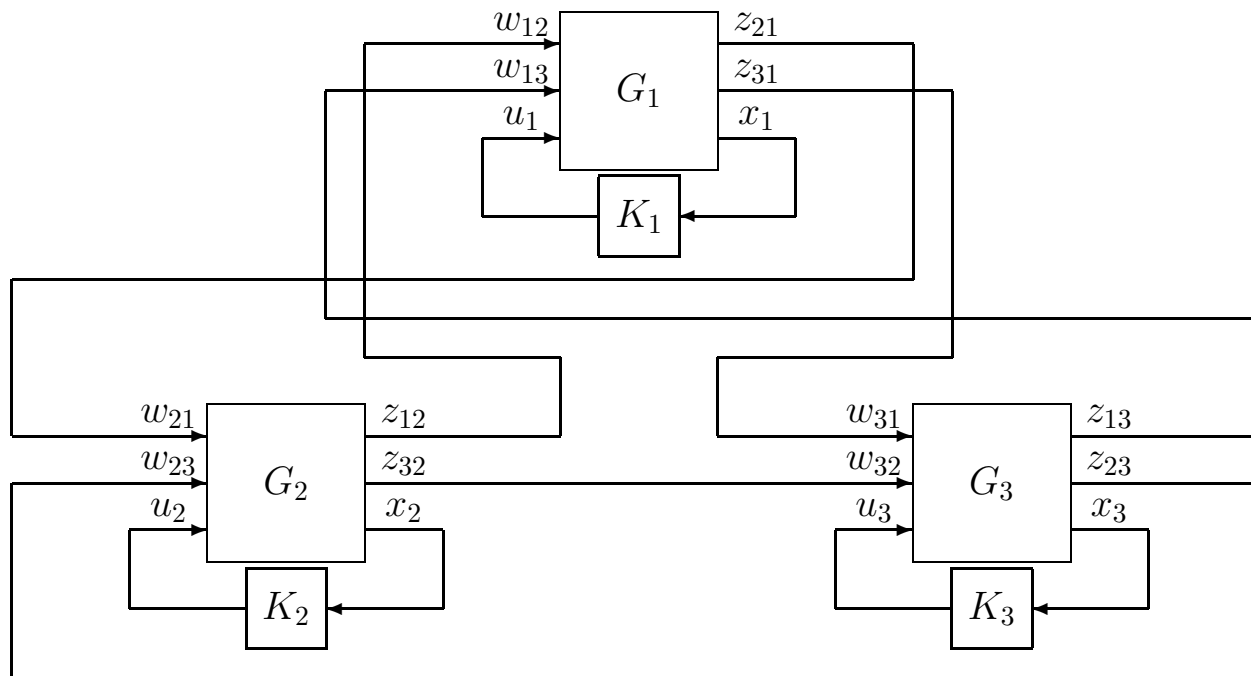 w₁₂ z₂₁
w₁₃ G₁ z₃₁
u₁ x₁
K₁
w₂₁ z₁₂ w₃₁ z₁₃
w₂₃ G₂ z₃₂ w₃₂ G₃ z₂₃
u₂ x₂ u₃ x₃
K₂ K₃